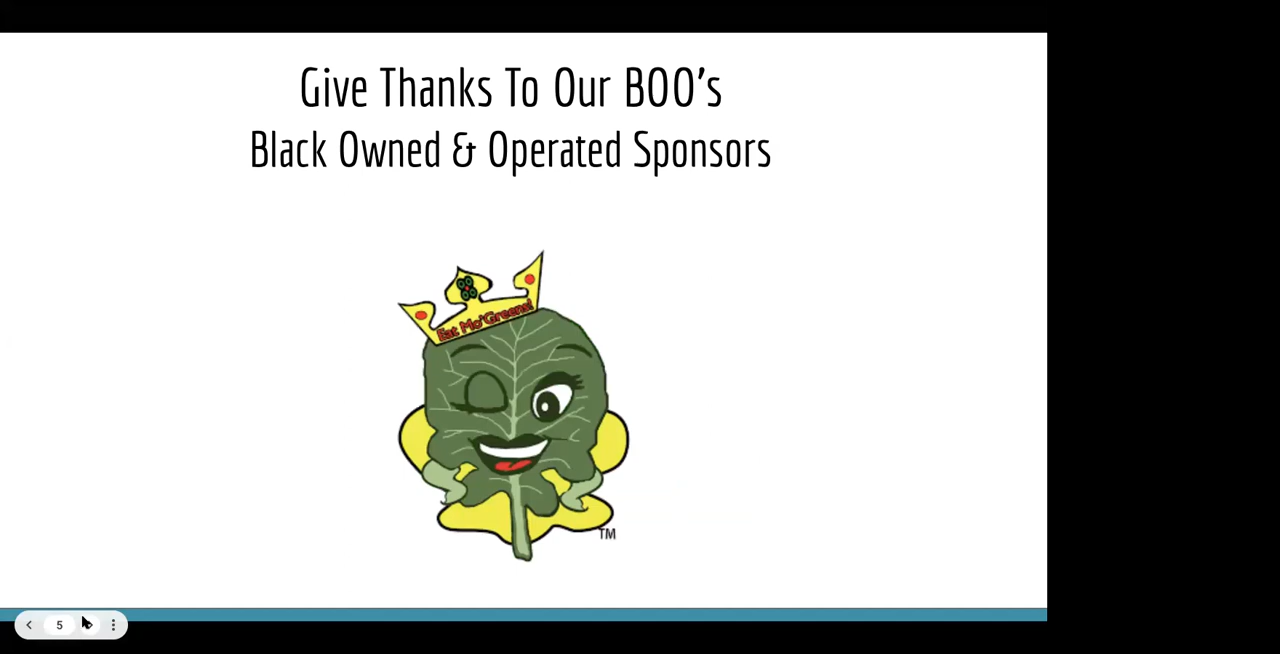 Give Thanks To Our BOO's
Black Owned & Operated Sponsors
Eat Mo'Greens!
TM
5